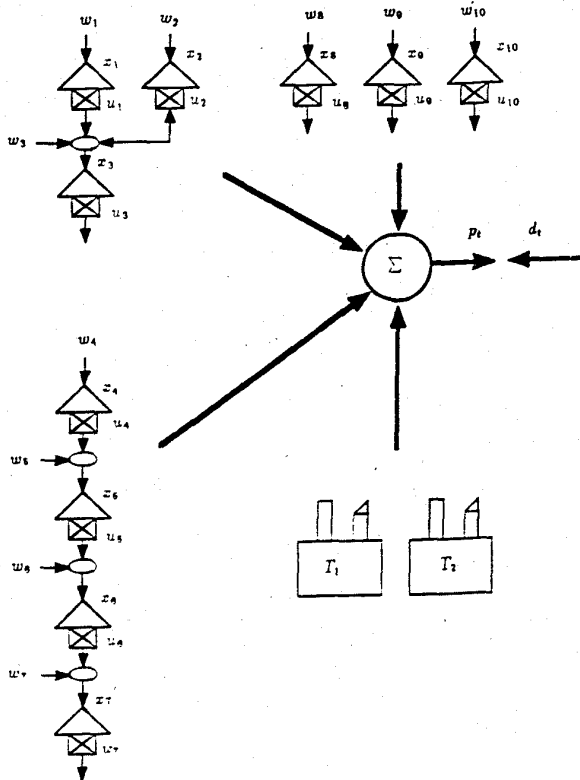 w₁ w₂ w₈ w₉ w₁₀
x₁ x₂ x₈ x₉ x₁₀
u₁ u₂ u₈ u₉ u₁₀
w₃
x₃
u₃
Σ pₜ dₜ
w₄
x₄
u₄
w₅
x₅
u₅
w₆
x₆
u₆
w₇
x₇
u₇
T₁ T₂